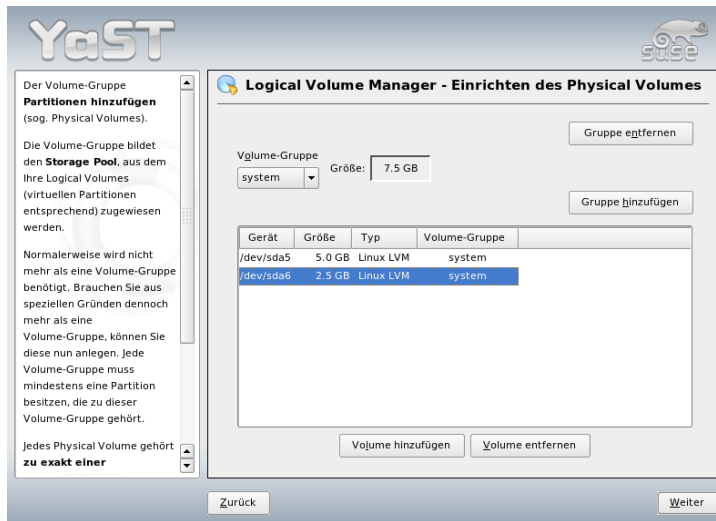 YaST
SUSE
Der Volume-Gruppe
Partitionen hinzufügen
(sog. Physical Volumes).
Die Volume-Gruppe bildet
den Storage Pool, aus dem
Ihre Logical Volumes
(virtuellen Partitionen
entsprechend) zugewiesen
werden.
Normalerweise wird nicht
mehr als eine Volume-Gruppe
benötigt. Brauchen Sie aus
speziellen Gründen dennoch
mehr als eine
Volume-Gruppe, können Sie
diese nun anlegen. Jede
Volume-Gruppe muss
mindestens eine Partition
besitzen, die zu dieser
Volume-Gruppe gehört.
Jedes Physical Volume gehört
zu exakt einer
Logical Volume Manager - Einrichten des Physical Volumes
Gruppe entfernen
Volume-Gruppe
system
Größe: 7.5 GB
Gruppe hinzufügen
Gerät Größe Typ Volume-Gruppe
/dev/sda5 5.0 GB Linux LVM system
/dev/sda6 2.5 GB Linux LVM system
Volume hinzufügen Volume entfernen
Zurück Weiter